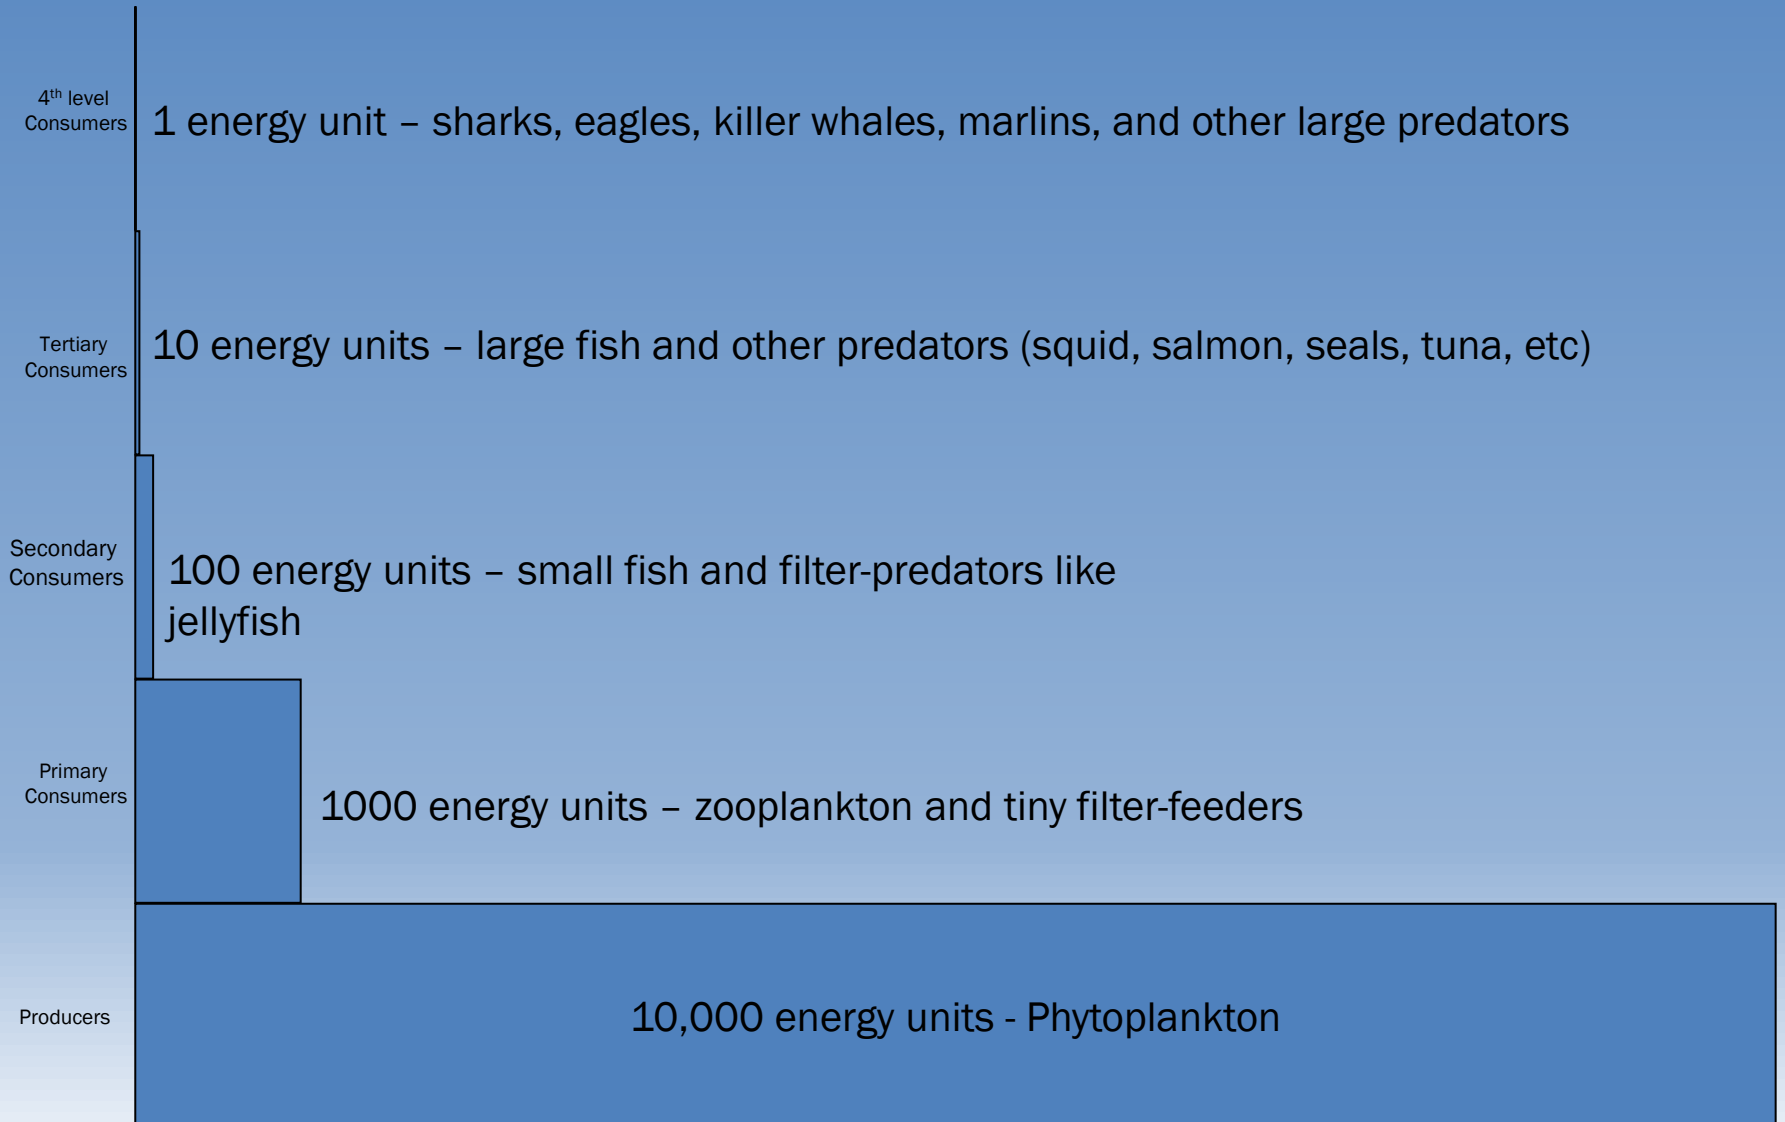 4th level
Consumers
1 energy unit – sharks, eagles, killer whales, marlins, and other large predators
Tertiary
Consumers
10 energy units – large fish and other predators (squid, salmon, seals, tuna, etc)
Secondary
Consumers
100 energy units – small fish and filter-predators like
jellyfish
Primary
Consumers
1000 energy units – zooplankton and tiny filter-feeders
Producers
10,000 energy units - Phytoplankton